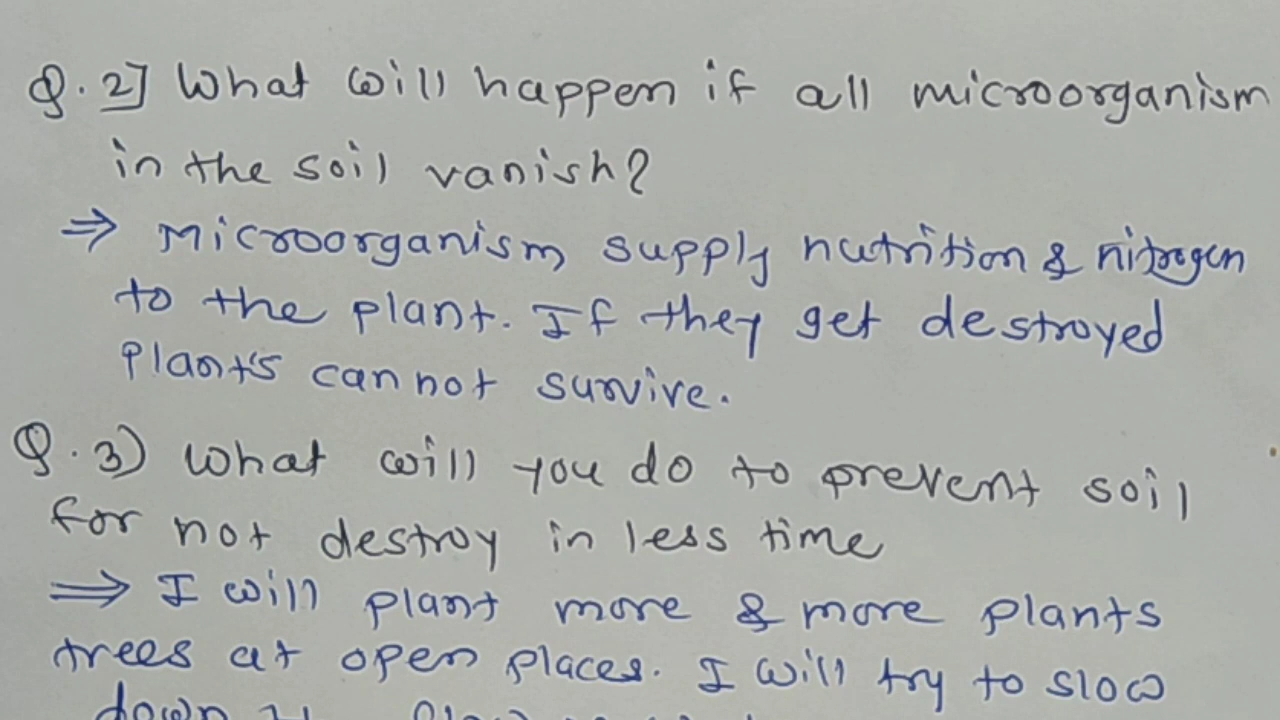 Q.2] What will happen if all microorganism
in the soil vanish?
⇒ Microorganism supply nutrition & nitrogen
to the plant. If they get destroyed
Plants cannot survive.
Q.3) What will you do to prevent soil
for not destroy in less time
⇒ I will plant more & more plants
trees at open places. I will try to slow
down